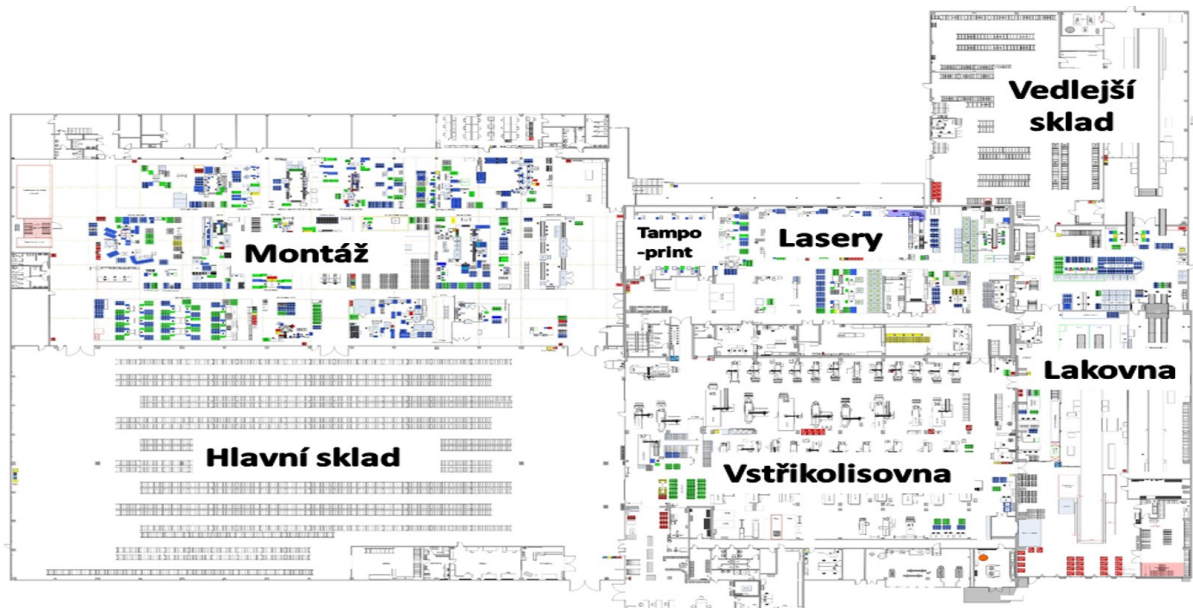 Vedlejší
sklad
Montáž
Tampo
-print
Lasery
Lakovna
Hlavní sklad
Vstřikolisovna